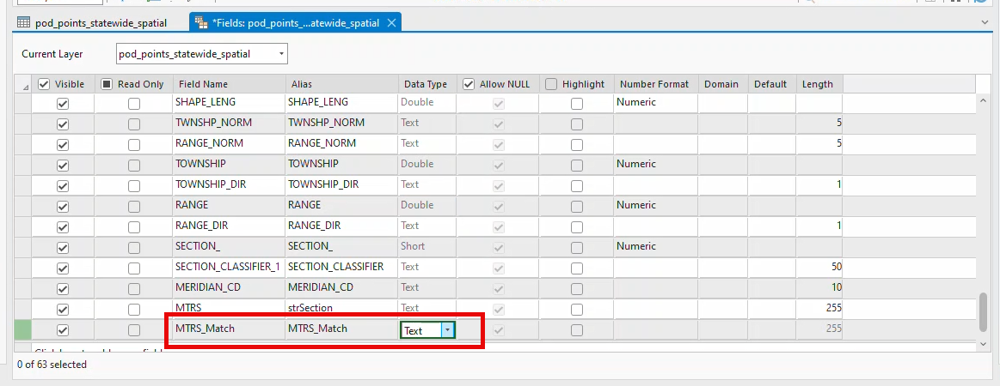 pod_points_statewide_spatial *Fields: pod_points_...atewide_spatial
Current Layer pod_points_statewide_spatial
Visible Read Only Field Name Alias Data Type Allow NULL Highlight Number Format Domain Default Length
SHAPE_LENG SHAPE_LENG Double Numeric
TWNSHP_NORM TWNSHP_NORM Text 5
RANGE_NORM RANGE_NORM Text 5
TOWNSHIP TOWNSHIP Double Numeric
TOWNSHIP_DIR TOWNSHIP_DIR Text 1
RANGE RANGE Double Numeric
RANGE_DIR RANGE_DIR Text 1
SECTION_ SECTION_ Short Numeric
SECTION_CLASSIFIER_1 SECTION_CLASSIFIER Text 50
MERIDIAN_CD MERIDIAN_CD Text 10
MTRS strSection Text 255
MTRS_Match MTRS_Match Text 255
0 of 63 selected